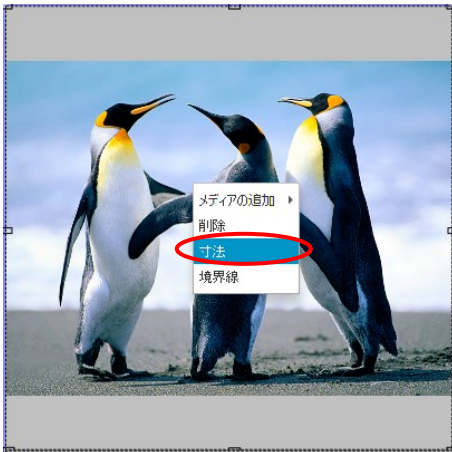 メディアの追加
削除
寸法
境界線